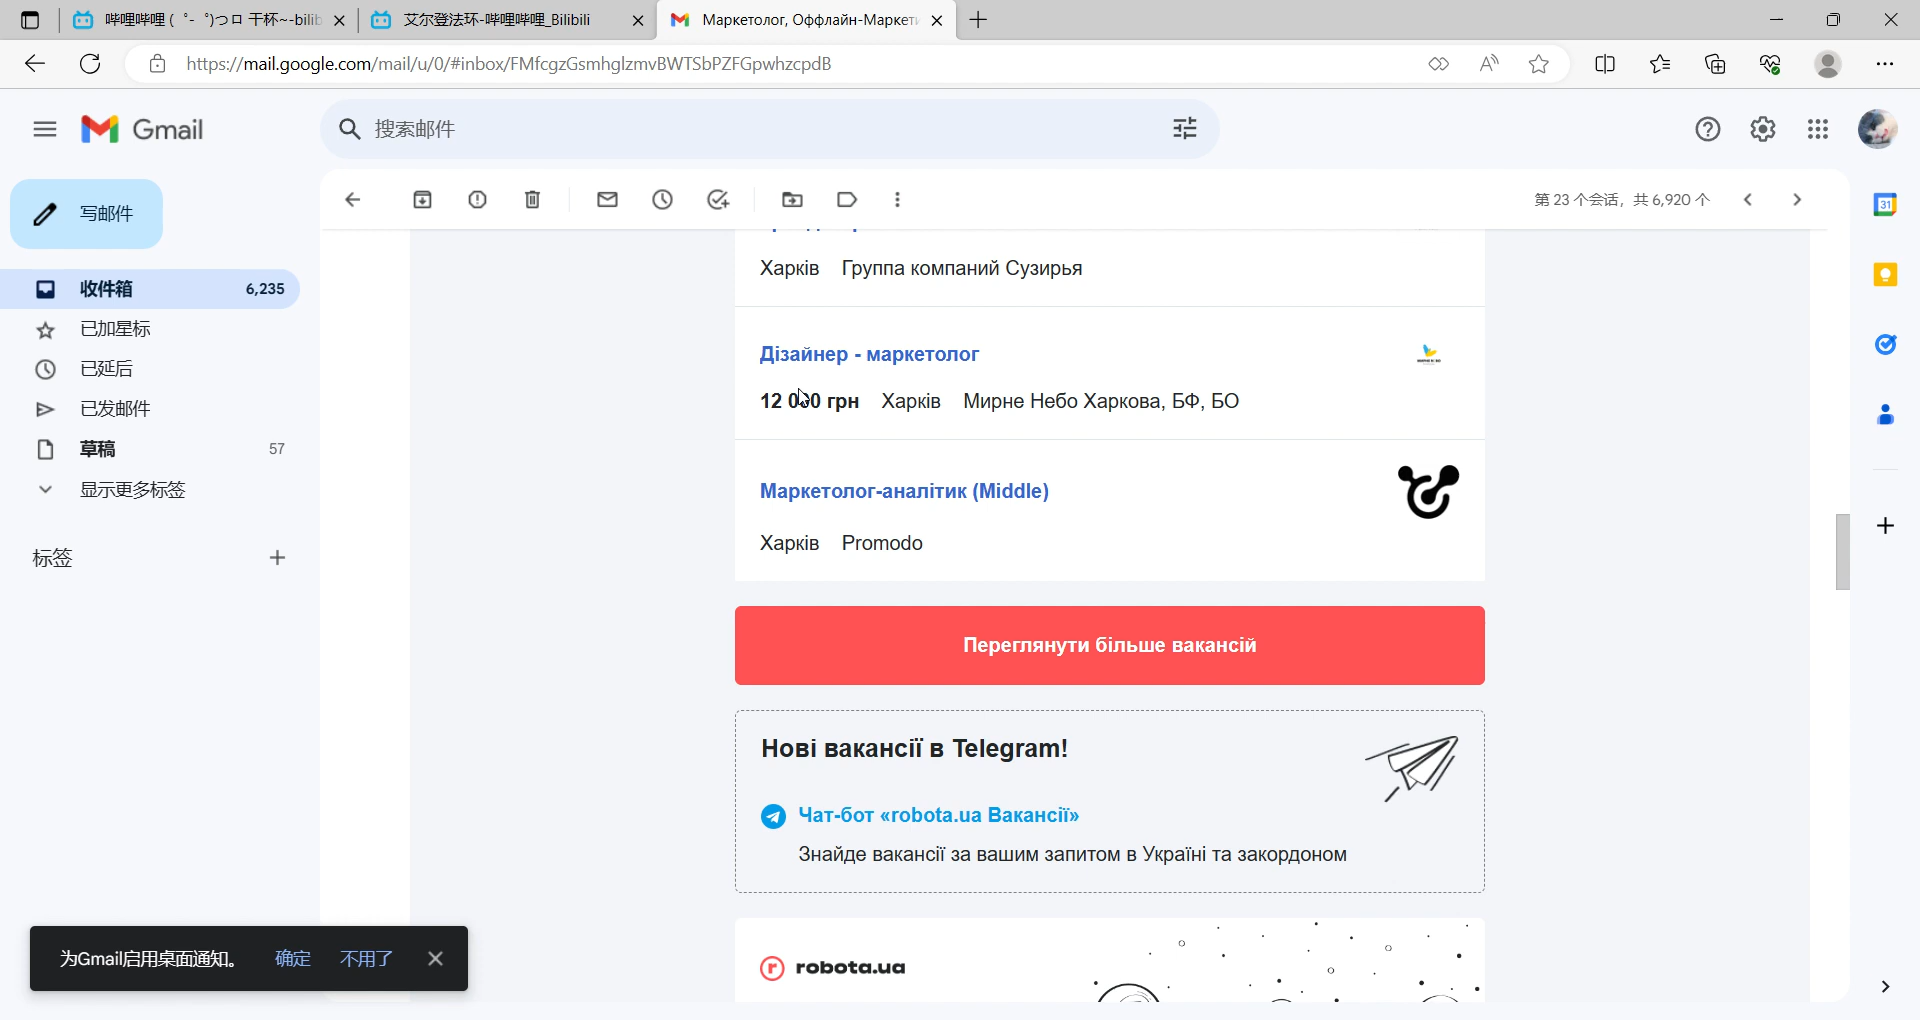 哔哩哔哩 (゜-゜)つロ 干杯~-bilib
艾尔登法环-哔哩哔哩_Bilibili
Маркетолог, Оффлайн-Маркет
https://mail.google.com/mail/u/0/#inbox/FMfcgzGsmhglzmvBWTSbPZFGpwhzcpdB
Gmail
搜索邮件
写邮件
第 23 个会话，共 6,920 个
收件箱 6,235
已加星标
已延后
已发邮件
草稿 57
显示更多标签
标签
Харків Группа компаний Сузирья
Дізайнер - маркетолог
12 000 грн Харків Мирне Небо Харкова, БФ, БО
Маркетолог-аналітик (Middle)
Харків Promodo
Переглянути більше вакансій
Нові вакансії в Telegram!
Чат-бот «robota.ua Вакансії»
Знайде вакансії за вашим запитом в Україні та закордоном
robota.ua
为Gmail启用桌面通知。 确定 不用了
31